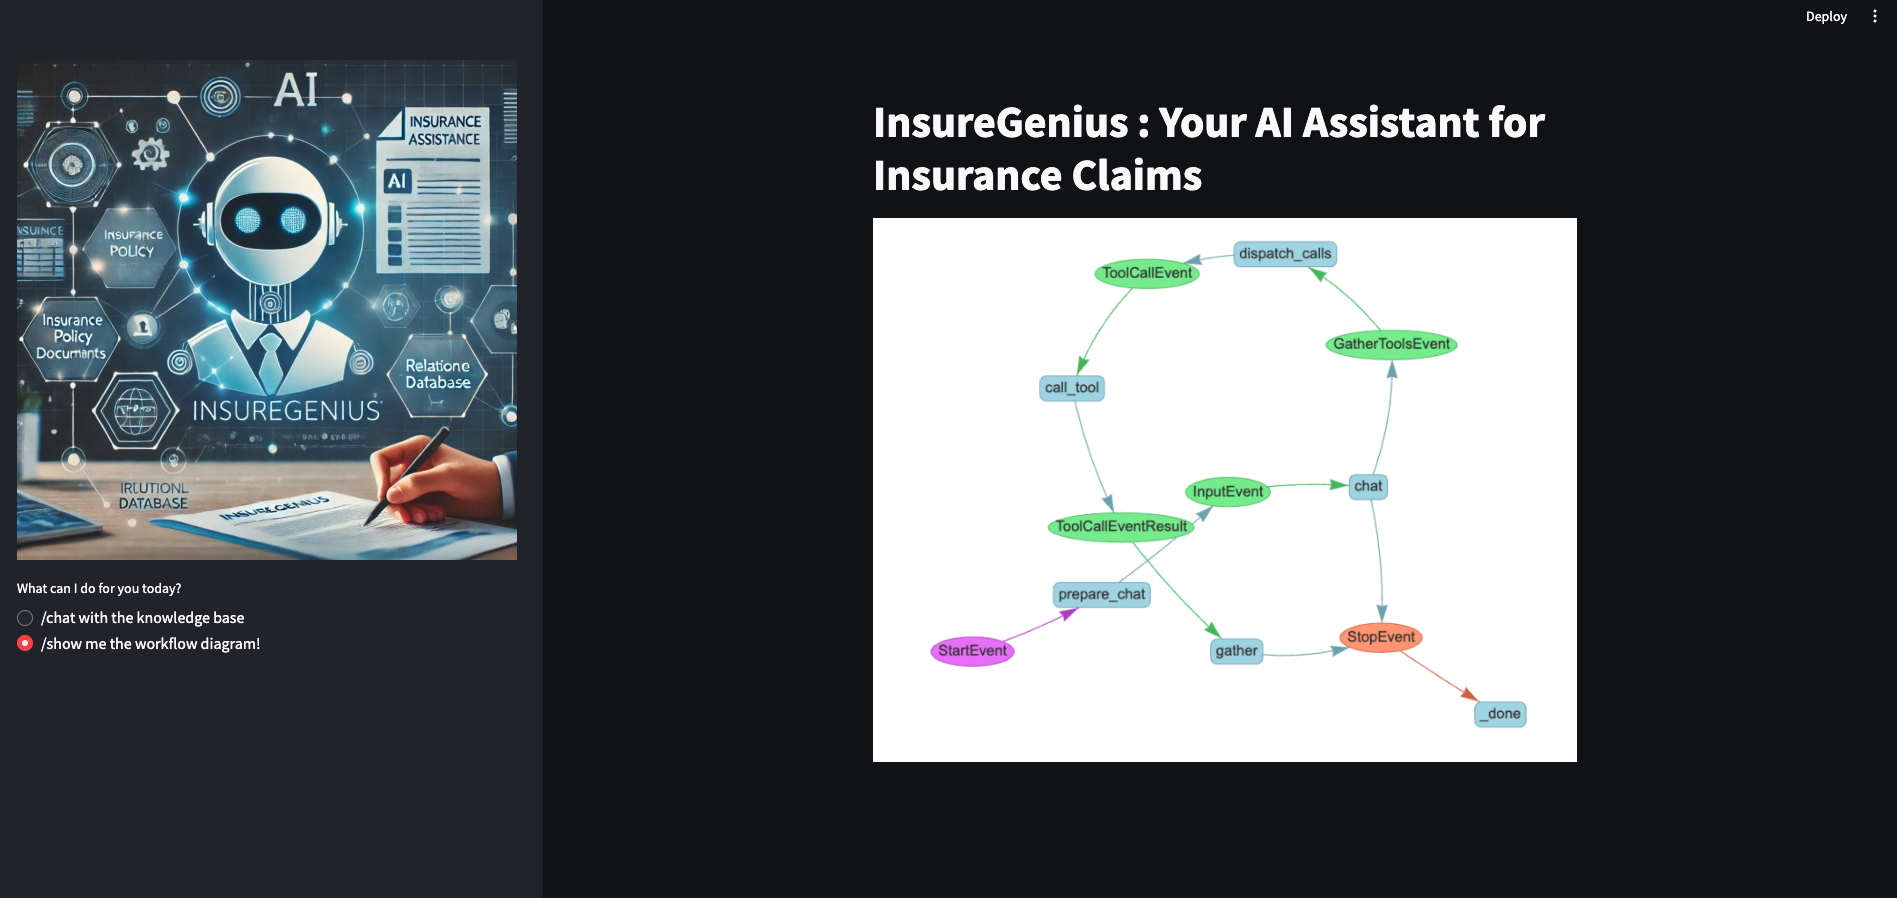 Deploy
AI
INSURANCE
ASSISTANCE
AI
INSURANCE
POLICY
Insurance
Policy
Documants
Relatione
Database
INSUREGENIUS
IRLUTIONL
DATABASE
INSUREGENIUS
What can I do for you today?
/chat with the knowledge base
/show me the workflow diagram!
InsureGenius : Your AI Assistant for
Insurance Claims
dispatch_calls
ToolCallEvent
GatherToolsEvent
call_tool
chat
InputEvent
ToolCallEventResult
prepare_chat
StopEvent
StartEvent
gather
_done